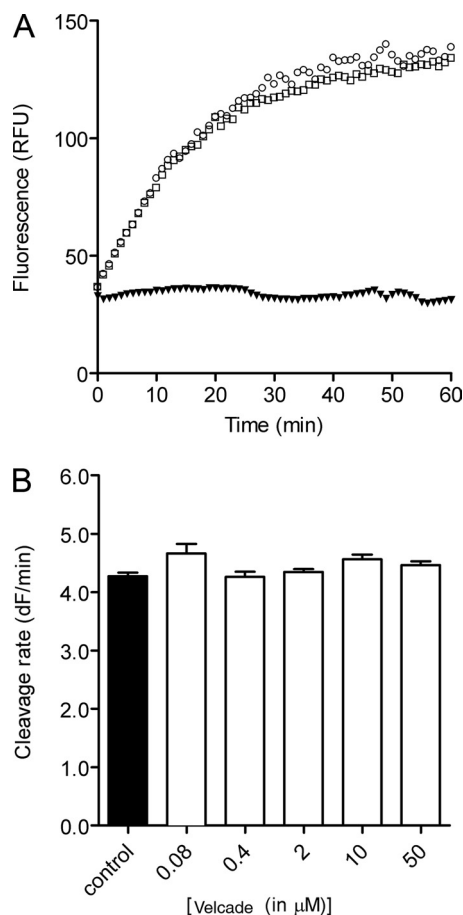 A
150
100
50
0
Fluorescence (RFU)
0 10 20 30 40 50 60
Time (min)
B
6.0
5.0
4.0
3.0
2.0
1.0
0.0
Cleavage rate (dF/min)
control 0.08 0.4 2 10 50
[Velcade (in μM)]